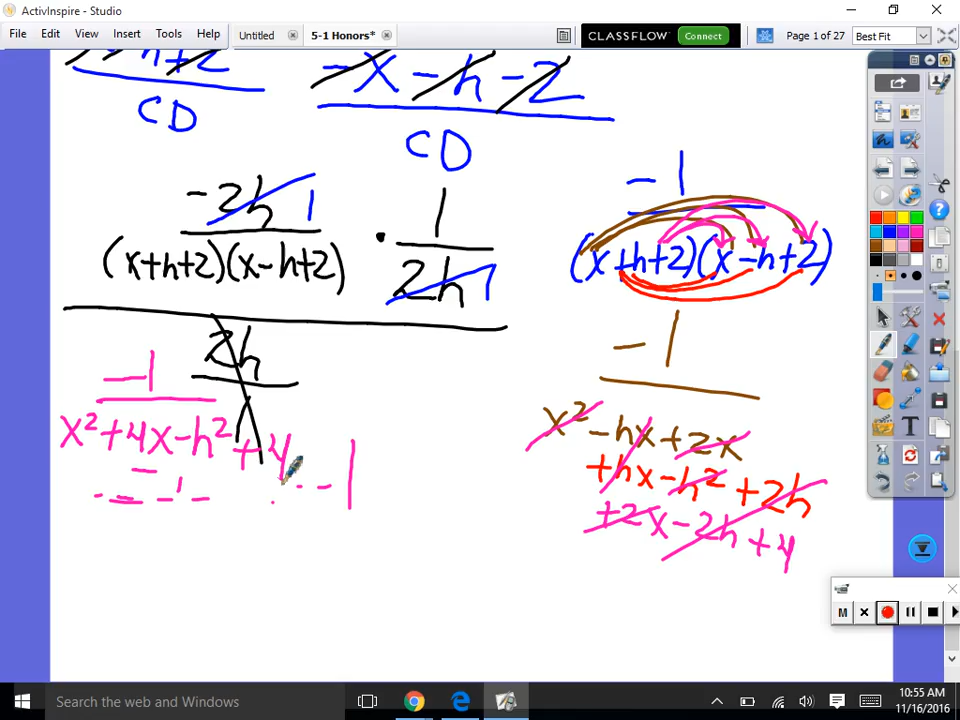 ActivInspire - Studio
File Edit View Insert Tools Help Untitled 5-1 Honors* CLASSFLOW Connect Page 1 of 27 Best Fit
-x - h - 2
CD CD
-2h 1 1 -1
(x+h+2)(x-h+2) • 2h 1 (x+h+2)(x-h+2)
2h -1
-1 x² - hx + 2x
x² + 4x - h² + 4 +hx - h² + 2h
+2x - 2h + 4
M
Search the web and Windows 10:55 AM
11/16/2016